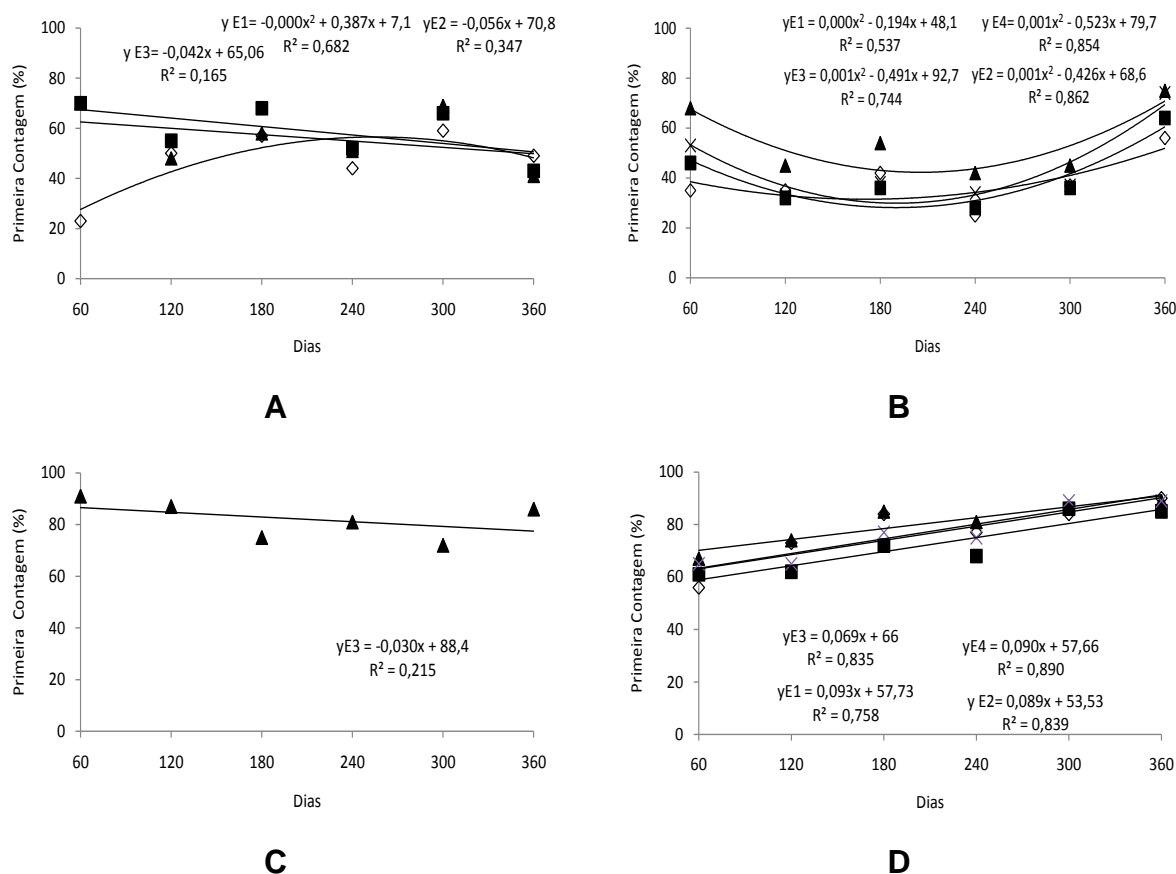 y E1= -0,000x² + 0,387x + 7,1
R² = 0,682
yE2= -0,056x + 70,8
R² = 0,347
y E3= -0,042x + 65,06
R² = 0,165
100
80
60
40
20
0
60 120 180 240 300 360
Primeira Contagem (%)
Dias
A
yE1 = 0,000x² - 0,194x + 48,1
R² = 0,537
y E4= 0,001x² - 0,523x + 79,7
R² = 0,854
yE3 = 0,001x² - 0,491x + 92,7
R² = 0,744
yE2= 0,001x² - 0,426x + 68,6
R² = 0,862
100
80
60
40
20
0
60 120 180 240 300 360
Primeira Contagem (%)
Dias
B
100
80
60
40
20
0
60 120 180 240 300 360
Primeira Contagem (%)
yE3 = -0,030x + 88,4
R² = 0,215
Dias
C
100
80
60
40
20
0
60 120 180 240 300 360
Primeira Contagem (%)
yE3 = 0,069x + 66
R² = 0,835
yE4= 0,090x + 57,66
R² = 0,890
yE1 = 0,093x + 57,73
R² = 0,758
y E2= 0,089x + 53,53
R² = 0,839
Dias
D